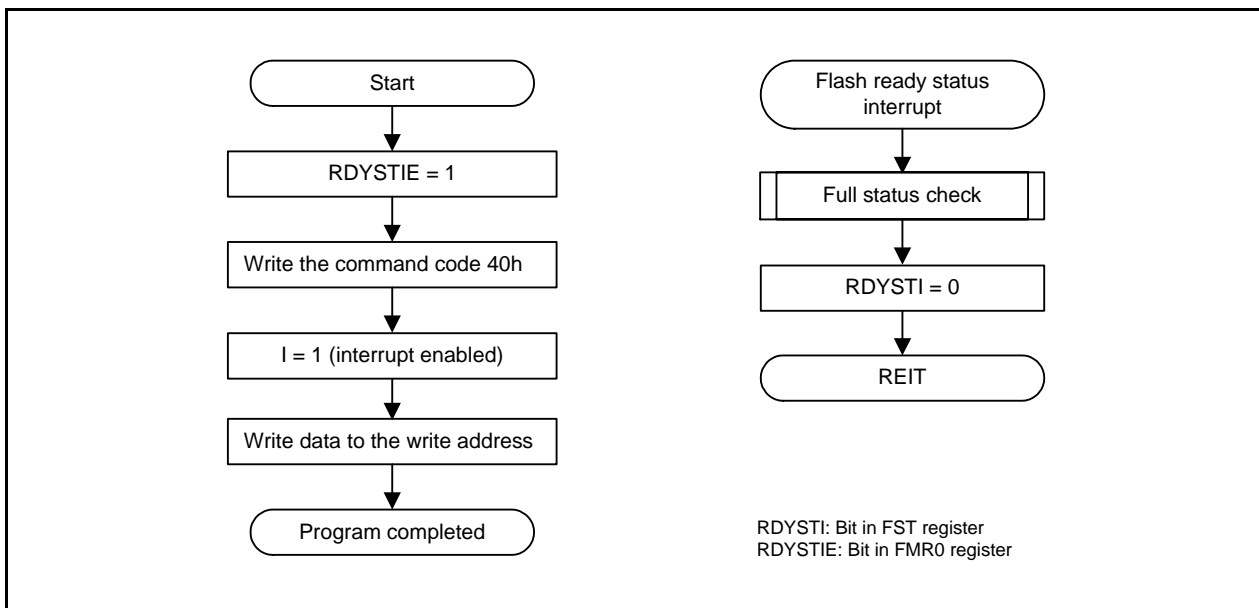 Start
RDYSTIE = 1
Write the command code 40h
I = 1 (interrupt enabled)
Write data to the write address
Program completed
Flash ready status
interrupt
Full status check
RDYSTI = 0
REIT
RDYSTI: Bit in FST register
RDYSTIE: Bit in FMR0 register